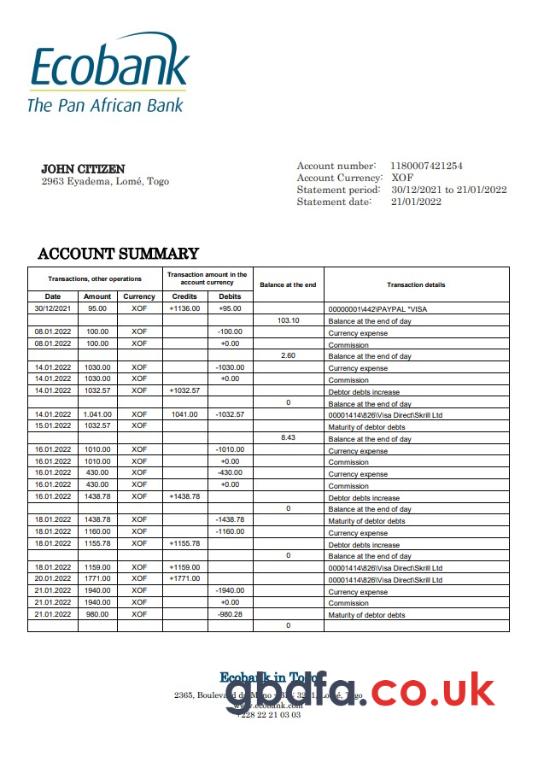 Ecobank
The Pan African Bank
JOHN CITIZEN
2963 Eyadema, Lomé, Togo
Account number: 1180007421254
Account Currency: XOF
Statement period: 30/12/2021 to 21/01/2022
Statement date: 21/01/2022
ACCOUNT SUMMARY
Transactions, other operations Transaction amount in the account currency Balance at the end Transaction details
Date Amount Currency Credits Debits
30/12/2021 95.00 XOF +1136.00 +95.00 00000001\442\PAYPAL *VISA
103.10 Balance at the end of day
08.01.2022 100.00 XOF -100.00 Currency expense
08.01.2022 100.00 XOF +0.00 Commission
2.60 Balance at the end of day
14.01.2022 1030.00 XOF -1030.00 Currency expense
14.01.2022 1030.00 XOF +0.00 Commission
14.01.2022 1032.57 XOF +1032.57 Debtor debts increase
0 Balance at the end of day
14.01.2022 1.041.00 XOF 1041.00 -1032.57 00001414\826\Visa Direct\Skrill Ltd
15.01.2022 1032.57 XOF Maturity of debtor debts
8.43 Balance at the end of day
16.01.2022 1010.00 XOF -1010.00 Currency expense
16.01.2022 1010.00 XOF +0.00 Commission
16.01.2022 430.00 XOF -430.00 Currency expense
16.01.2022 430.00 XOF +0.00 Commission
16.01.2022 1438.78 XOF +1438.78 Debtor debts increase
0 Balance at the end of day
18.01.2022 1438.78 XOF -1438.78 Maturity of debtor debts
18.01.2022 1160.00 XOF -1160.00 Currency expense
18.01.2022 1155.78 XOF +1155.78 Debtor debts increase
0 Balance at the end of day
18.01.2022 1159.00 XOF +1159.00 00001414\826\Visa Direct\Skrill Ltd
20.01.2022 1771.00 XOF +1771.00 00001414\826\Visa Direct\Skrill Ltd
21.01.2022 1940.00 XOF -1940.00 Currency expense
21.01.2022 1940.00 XOF +0.00 Commission
21.01.2022 980.00 XOF -980.28 Maturity of debtor debts
0
Ecobank in Togo
gbdfa.co.uk
2365, Boulevard Lomé, Togo
www.ecobank.com
+228 22 21 03 03